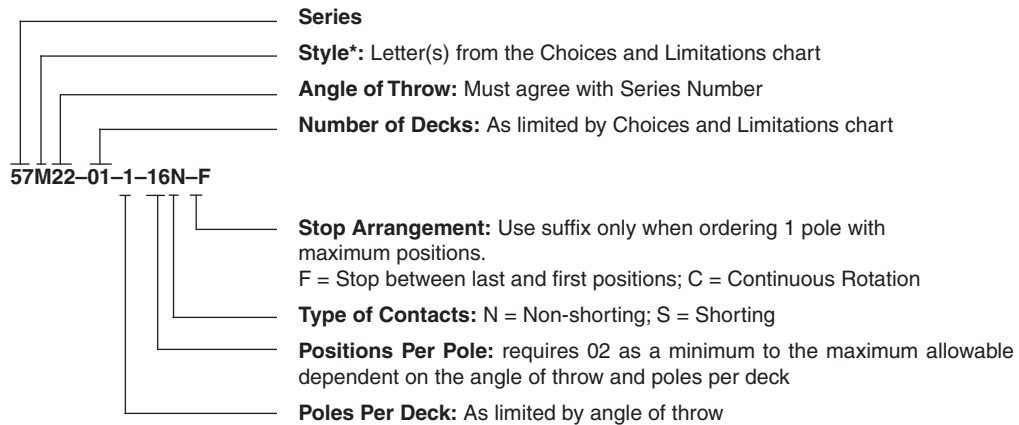 Series
Style*: Letter(s) from the Choices and Limitations chart
Angle of Throw: Must agree with Series Number
Number of Decks: As limited by Choices and Limitations chart
57M22–01–1–16N–F
Stop Arrangement: Use suffix only when ordering 1 pole with
maximum positions.
F = Stop between last and first positions; C = Continuous Rotation
Type of Contacts: N = Non-shorting; S = Shorting
Positions Per Pole: requires 02 as a minimum to the maximum allowable
dependent on the angle of throw and poles per deck
Poles Per Deck: As limited by angle of throw